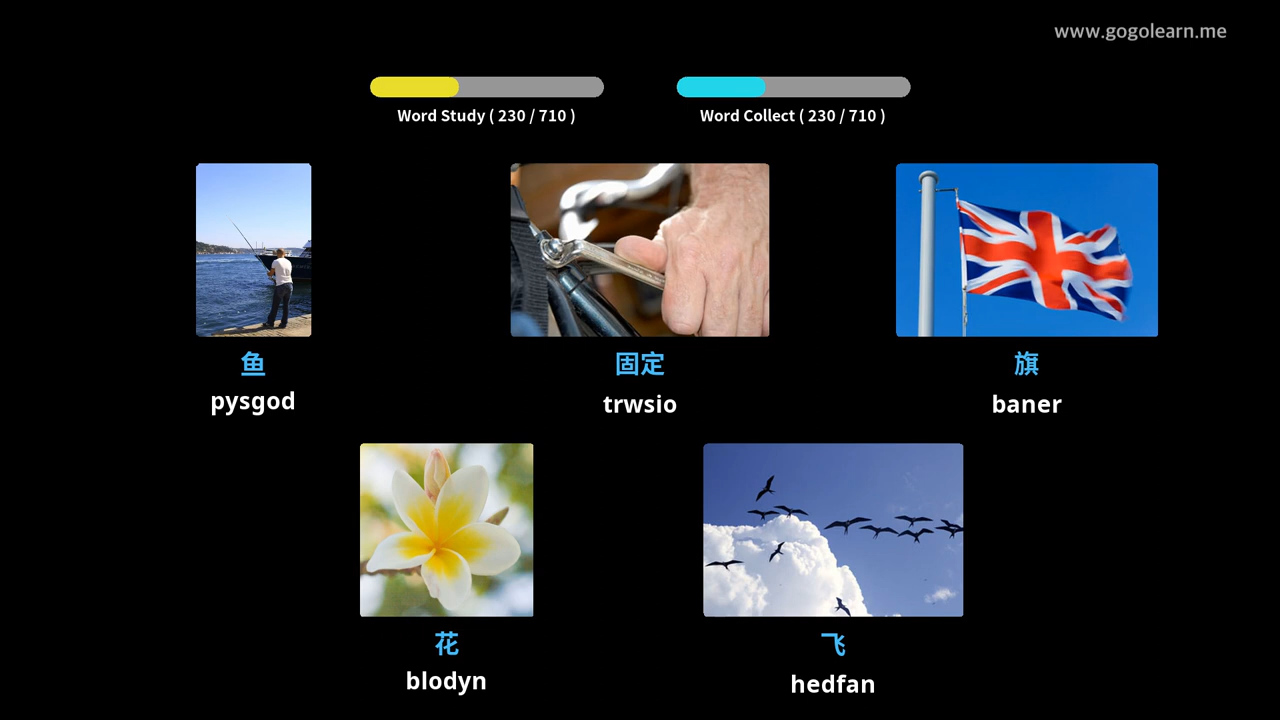 www.gogolearn.me
Word Study ( 230 / 710 )
Word Collect ( 230 / 710 )
鱼
pysgod
固定
trwsio
旗
baner
花
blodyn
飞
hedfan